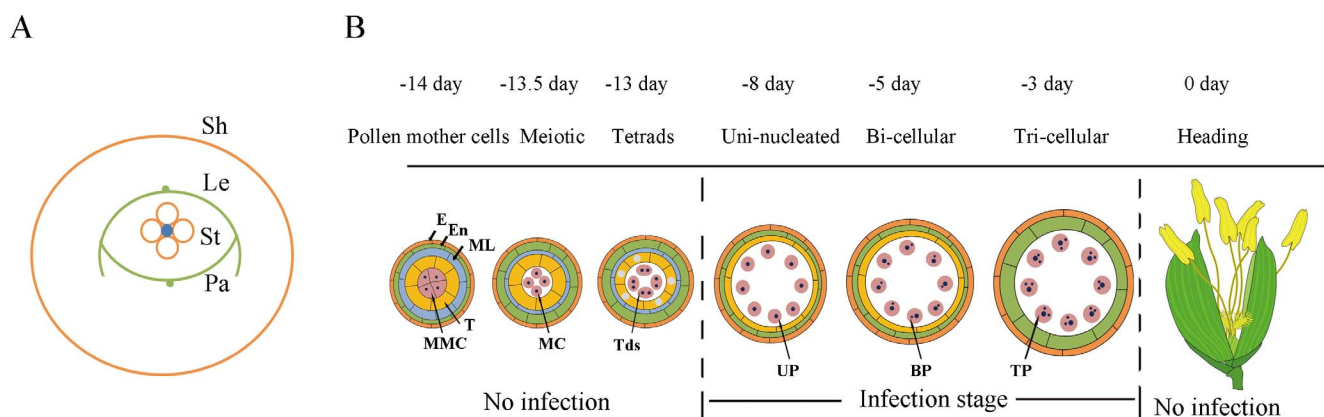 A
B
-14 day -13.5 day -13 day -8 day -5 day -3 day 0 day
Pollen mother cells Meiotic Tetrads Uni-nucleated Bi-cellular Tri-cellular Heading
Sh
Le
St
Pa
E
En
ML
T
MMC
MC
Tds
UP
BP
TP
No infection
Infection stage
No infection